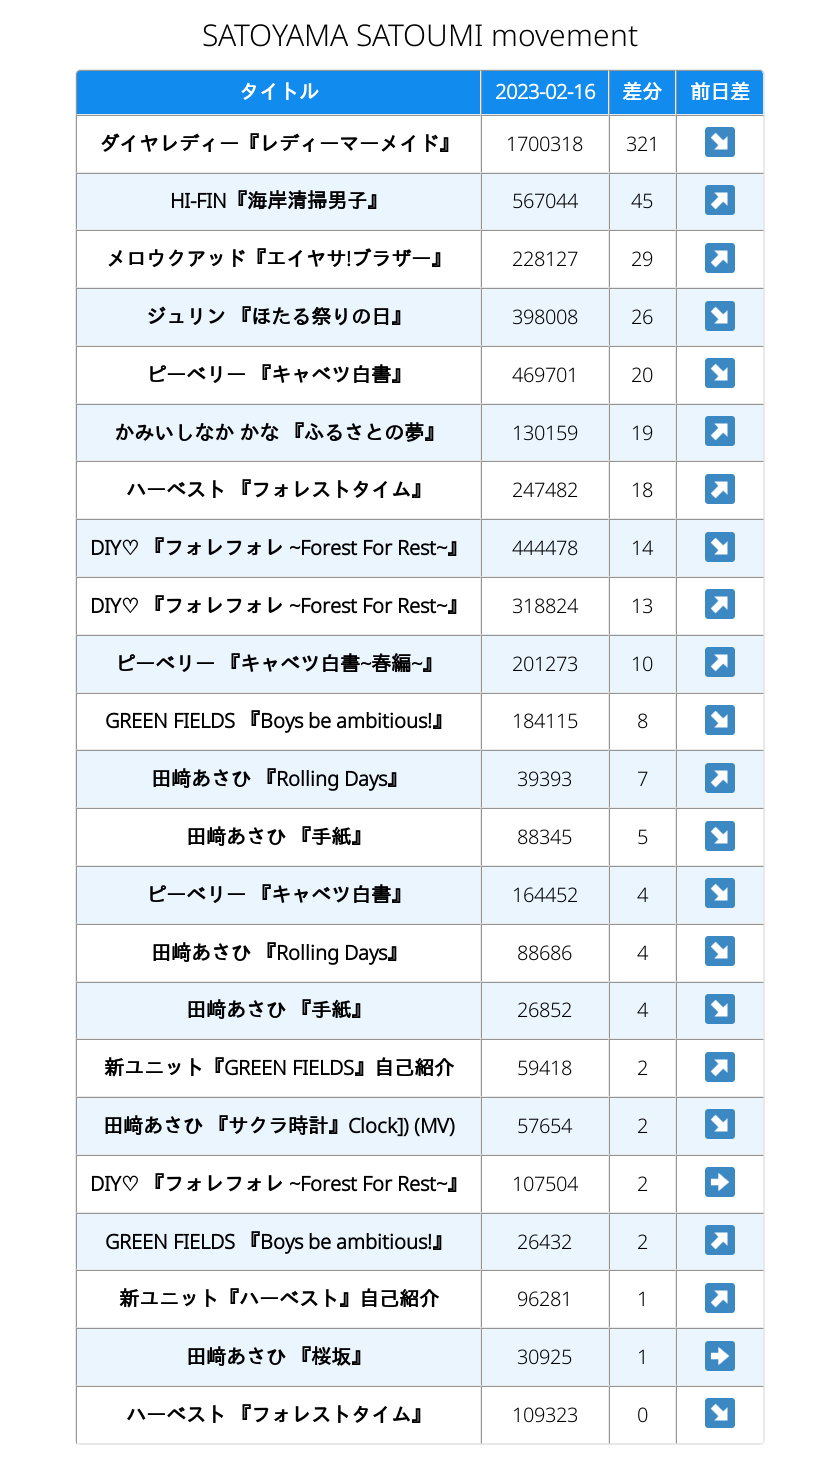 SATOYAMA SATOUMI movement
タイトル 2023-02-16 差分 前日差
ダイヤレディー『レディーマーメイド』 1700318 321 ↘
HI-FIN『海岸清掃男子』 567044 45 ↗
メロウクアッド『エイヤサ!ブラザー』 228127 29 ↗
ジュリン 『ほたる祭りの日』 398008 26 ↘
ピーベリー 『キャベツ白書』 469701 20 ↘
かみいしなか かな 『ふるさとの夢』 130159 19 ↗
ハーベスト 『フォレストタイム』 247482 18 ↗
DIY♡ 『フォレフォレ ~Forest For Rest~』 444478 14 ↘
DIY♡ 『フォレフォレ ~Forest For Rest~』 318824 13 ↗
ピーベリー 『キャベツ白書~春編~』 201273 10 ↗
GREEN FIELDS 『Boys be ambitious!』 184115 8 ↘
田﨑あさひ 『Rolling Days』 39393 7 ↗
田﨑あさひ 『手紙』 88345 5 ↘
ピーベリー 『キャベツ白書』 164452 4 ↘
田﨑あさひ 『Rolling Days』 88686 4 ↘
田﨑あさひ 『手紙』 26852 4 ↘
新ユニット『GREEN FIELDS』自己紹介 59418 2 ↗
田﨑あさひ 『サクラ時計』Clock]) (MV) 57654 2 ↘
DIY♡ 『フォレフォレ ~Forest For Rest~』 107504 2 ➡
GREEN FIELDS 『Boys be ambitious!』 26432 2 ↗
新ユニット『ハーベスト』自己紹介 96281 1 ↗
田﨑あさひ 『桜坂』 30925 1 ➡
ハーベスト 『フォレストタイム』 109323 0 ↘